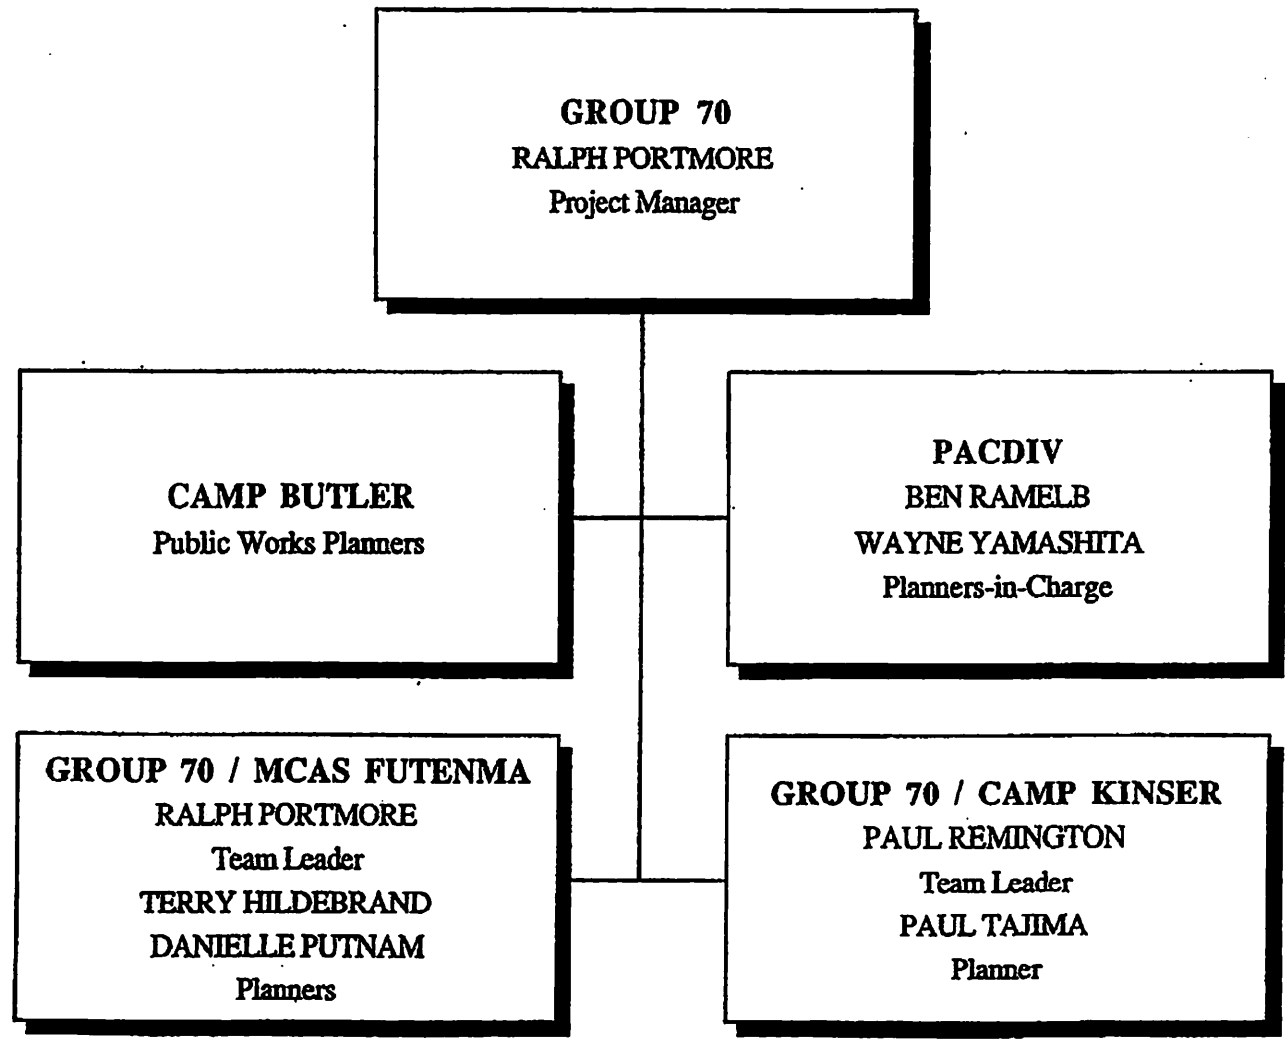 GROUP 70
RALPH PORTMORE
Project Manager
CAMP BUTLER
Public Works Planners
PACDIV
BEN RAMELB
WAYNE YAMASHITA
Planners-in-Charge
GROUP 70 / MCAS FUTENMA
RALPH PORTMORE
Team Leader
TERRY HILDEBRAND
DANIELLE PUTNAM
Planners
GROUP 70 / CAMP KINSER
PAUL REMINGTON
Team Leader
PAUL TAJIMA
Planner